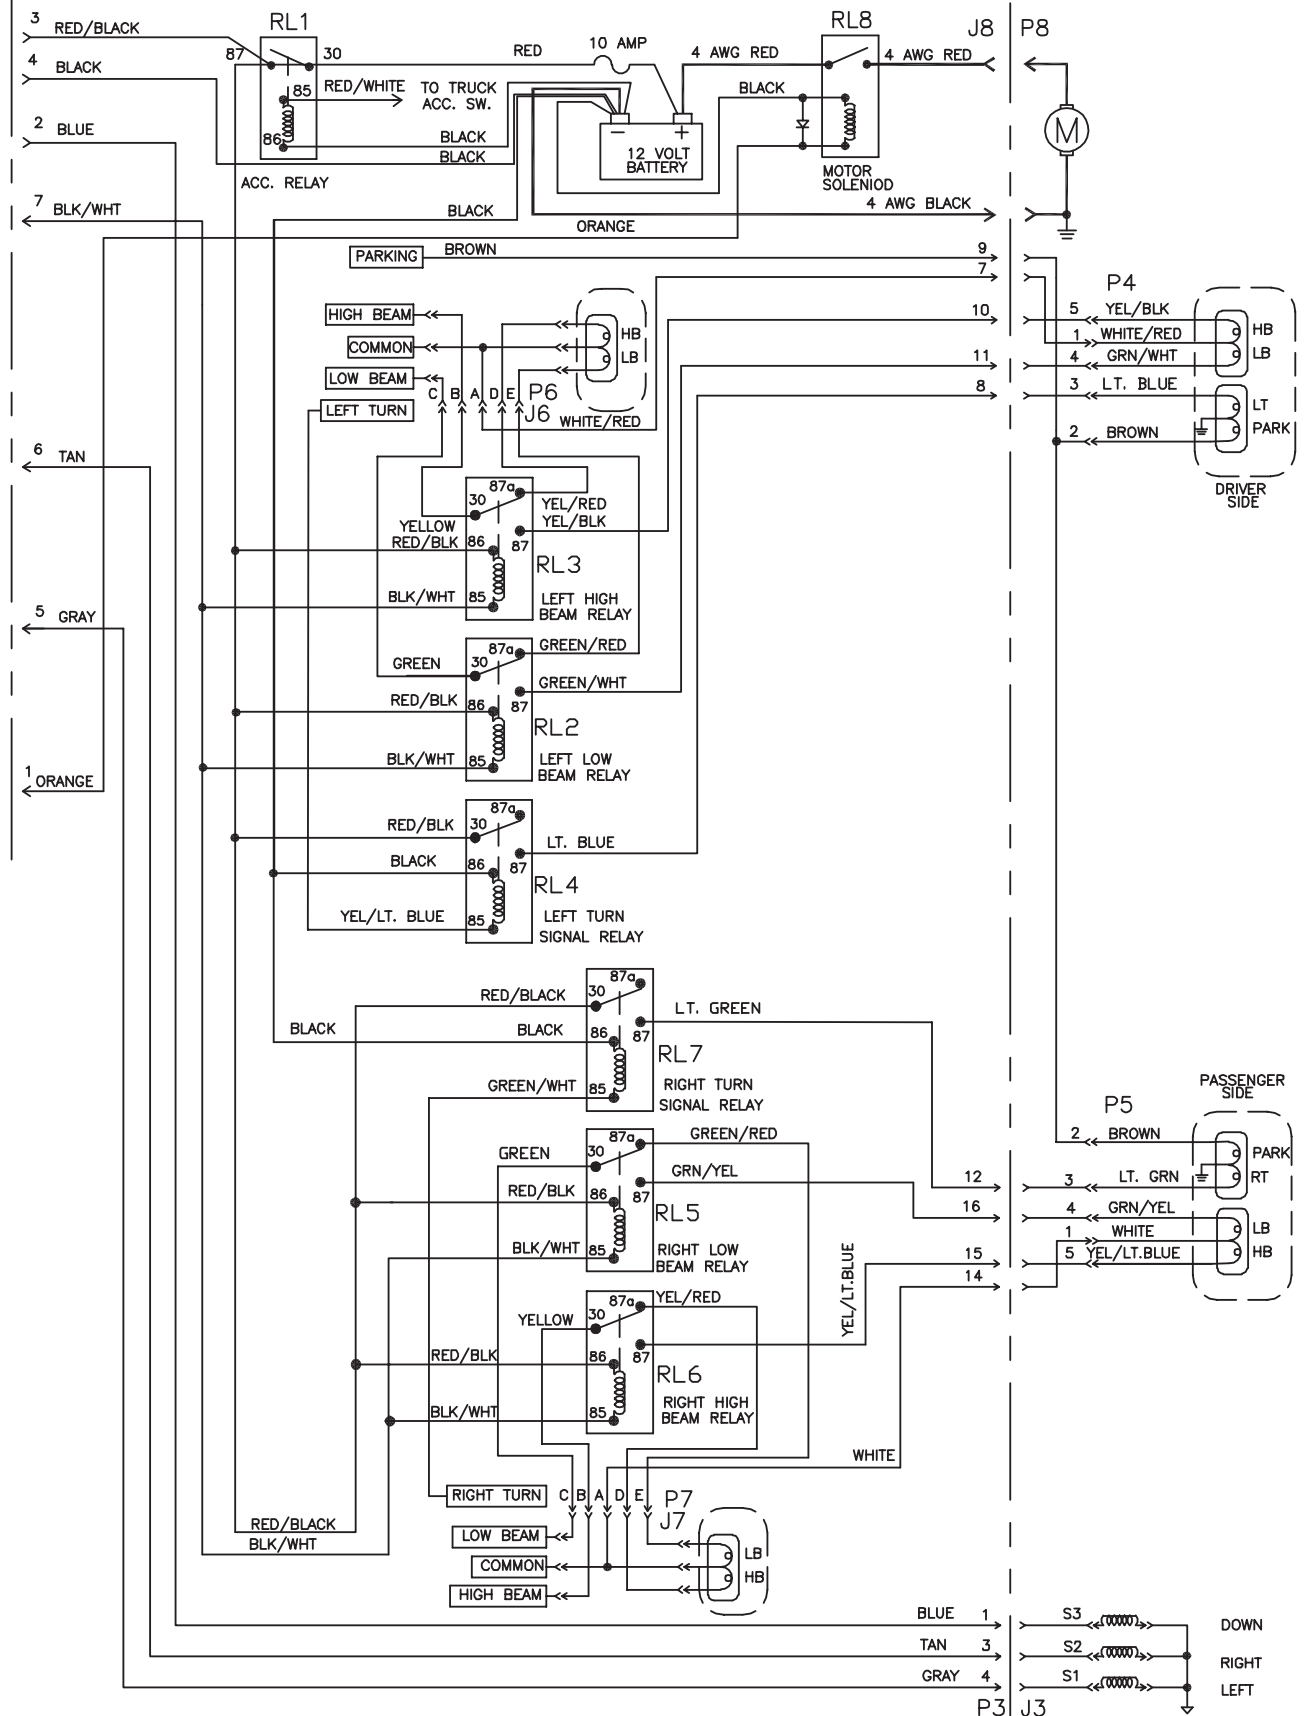 3 RED/BLACK
RL1
RL8
J8 P8
87
30
RED
10 AMP
4 AWG RED
4 AWG RED
4 BLACK
85
RED/WHITE
TO TRUCK
ACC. SW.
BLACK
2 BLUE
86
BLACK
BLACK
− +
12 VOLT
BATTERY
M
ACC. RELAY
MOTOR
SOLENIOD
7 BLK/WHT
BLACK
4 AWG BLACK
ORANGE
PARKING
BROWN
9
7
P4
HIGH BEAM
HB
10
5 YEL/BLK
HB
COMMON
LB
1 WHITE/RED
LB
11
4 GRN/WHT
LOW BEAM
C B A D E P6
8
3 LT. BLUE
LEFT TURN
J6
LT
WHITE/RED
2 BROWN
PARK
6 TAN
87a
DRIVER
SIDE
30
YEL/RED
YELLOW
YEL/BLK
RED/BLK 86
87
RL3
BLK/WHT 85
LEFT HIGH
BEAM RELAY
5 GRAY
87a
GREEN/RED
GREEN
30
GREEN/WHT
RED/BLK
86
87
RL2
BLK/WHT 85
LEFT LOW
BEAM RELAY
1 ORANGE
87a
RED/BLK 30
LT. BLUE
BLACK 86
87
RL4
YEL/LT. BLUE 85
LEFT TURN
SIGNAL RELAY
87a
RED/BLACK 30
LT. GREEN
BLACK
BLACK 86
87
RL7
GREEN/WHT 85
RIGHT TURN
SIGNAL RELAY
PASSENGER
SIDE
P5
87a
GREEN/RED
2 BROWN
GREEN
30
PARK
GRN/YEL
12
3 LT. GRN
RT
RED/BLK 86
87
RL5
16
4 GRN/YEL
1 WHITE
LB
BLK/WHT 85
RIGHT LOW
BEAM RELAY
15
5 YEL/LT.BLUE
HB
14
YEL/LT.BLUE
87a
YEL/RED
YELLOW 30
RED/BLK 86
87
RL6
BLK/WHT 85
RIGHT HIGH
BEAM RELAY
WHITE
RIGHT TURN
C B A D E P7
J7
RED/BLACK
BLK/WHT
LOW BEAM
LB
COMMON
HB
HIGH BEAM
BLUE 1
S3
DOWN
TAN 3
S2
RIGHT
GRAY 4
S1
LEFT
P3 J3